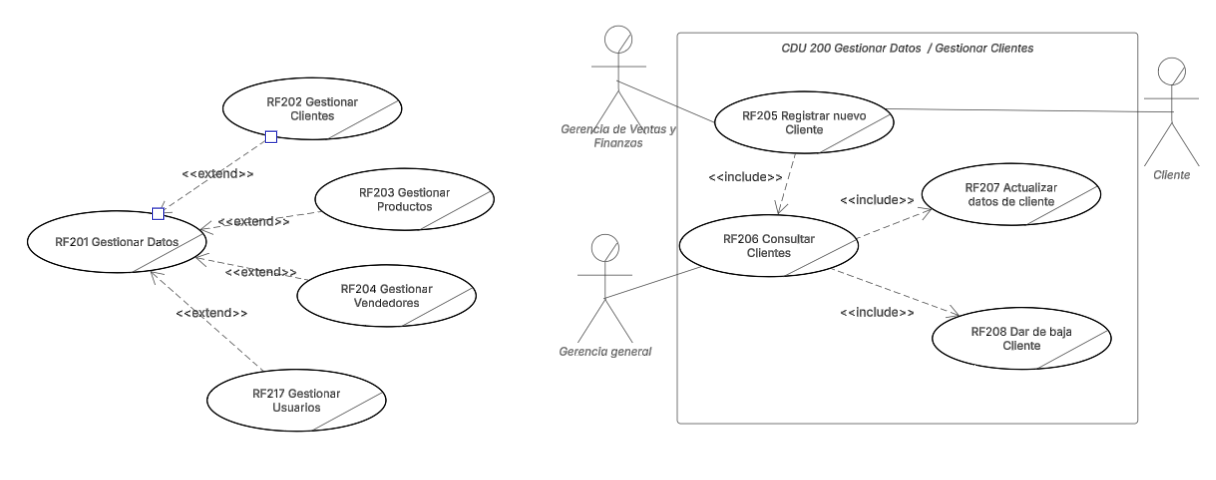 RF202 Gestionar
Clientes
<<extend>>
RF203 Gestionar
Productos
<<extend>>
RF201 Gestionar Datos
<<extend>>
RF204 Gestionar
Vendedores
<<extend>>
RF217 Gestionar
Usuarios
CDU 200 Gestionar Datos / Gestionar Clientes
RF205 Registrar nuevo
Cliente
Gerencia de Ventas y
Finanzas
Cliente
<<include>>
RF207 Actualizar
datos de cliente
<<include>>
RF206 Consultar
Clientes
<<include>>
RF208 Dar de baja
Cliente
Gerencia general